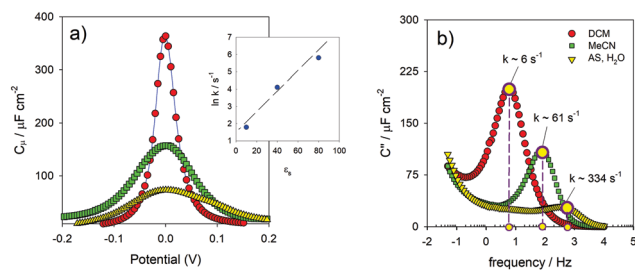 a)
Cμ / μF cm⁻²
400
300
200
100
-0.2 -0.1 0.0 0.1 0.2
Potential (V)
ln k / s⁻¹
7
6
5
4
3
2
1
0 20 40 60 80 100
εs
DCM
MeCN
AS, H₂O
b)
C'' / μF cm⁻²
300
225
150
75
0
-2 -1 0 1 2 3 4 5
frequency / Hz
k ~ 6 s⁻¹
k ~ 61 s⁻¹
k ~ 334 s⁻¹